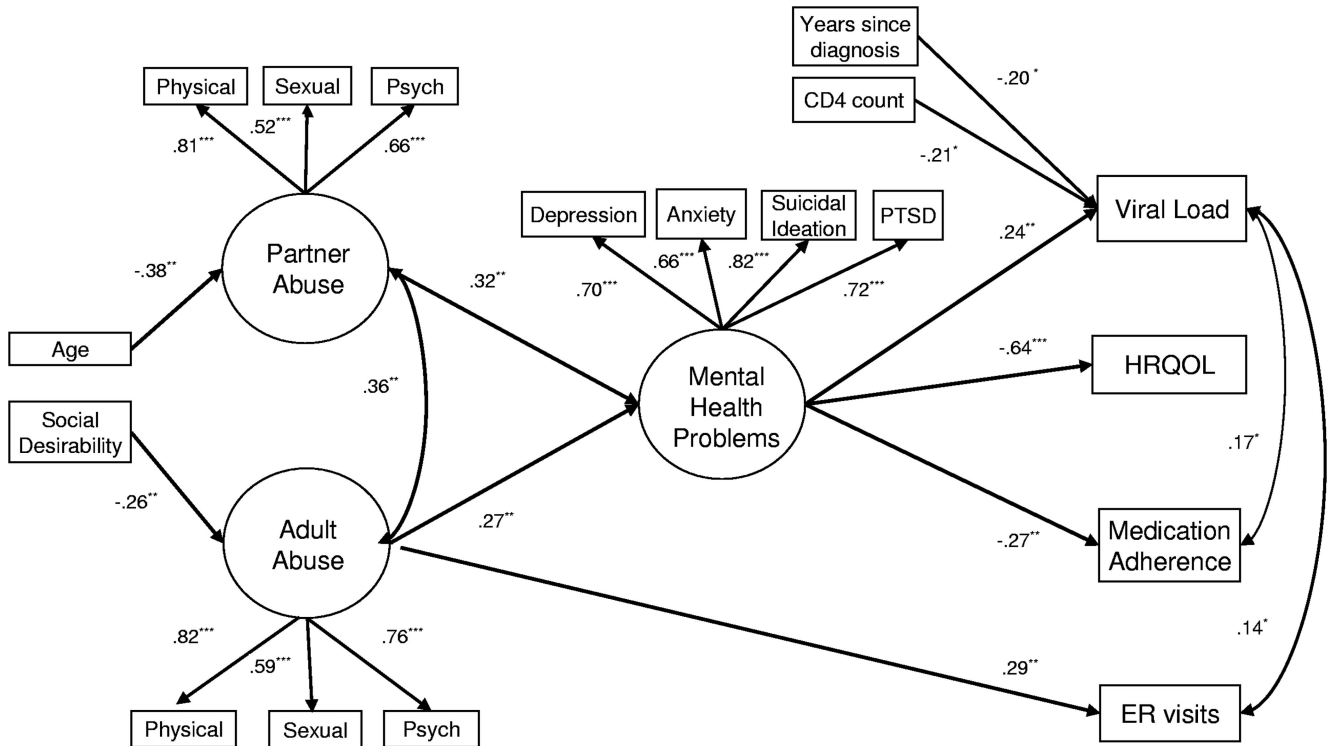 Years since
diagnosis
-.20 *
CD4 count
-.21*
Physical
Sexual
Psych
.81***
.52***
.66***
Partner
Abuse
-.38**
Age
Social
Desirability
-.26**
.36**
Adult
Abuse
.82***
.59***
.76***
Physical
Sexual
Psych
.32**
.27**
Depression
Anxiety
Suicidal
Ideation
PTSD
.70***
.66***
.82***
.72***
Mental
Health
Problems
.24**
-.64***
-.27**
.29**
Viral Load
HRQOL
Medication
Adherence
ER visits
.17*
.14*